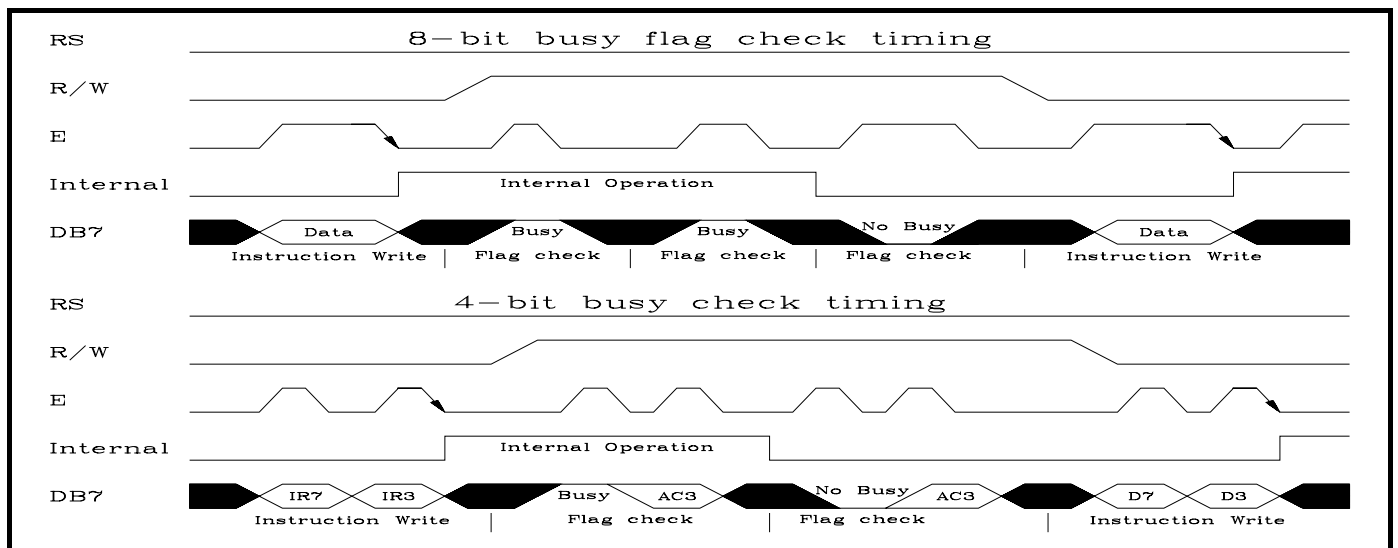 RS 8-bit busy flag check timing
R/W
E
Internal Internal Operation
DB7 Data Busy Busy No Busy Data
Instruction Write Flag check Flag check Flag check Instruction Write
RS 4-bit busy check timing
R/W
E
Internal Internal Operation
DB7 IR7 IR3 Busy AC3 No Busy AC3 D7 D3
Instruction Write Flag check Flag check Instruction Write